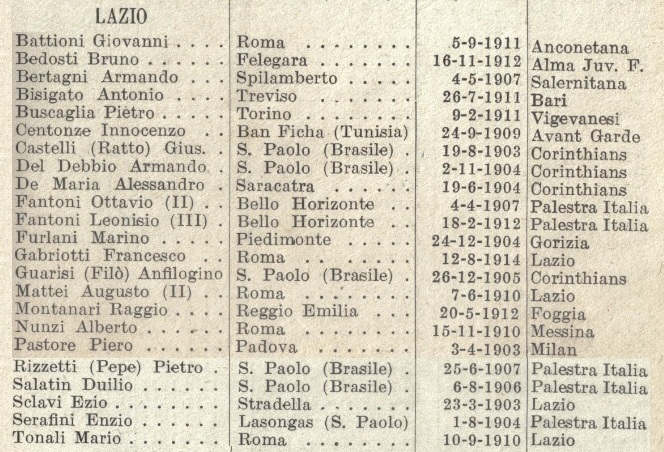 LAZIO
Battioni Giovanni . . . . Roma . . . . . . . . 5-9-1911 Anconetana
Bedosti Bruno . . . . . . Felegara . . . . . . . 16-11-1912 Alma Juv. F.
Bertagni Armando . . . . Spilamberto . . . . . . 4-5-1907 Salernitana
Bisigato Antonio . . . . . Treviso . . . . . . . 26-7-1911 Bari
Buscaglia Pietro . . . . . Torino . . . . . . . . 9-2-1911 Vigevanesi
Centonze Innocenzo . . Ban Ficha (Tunisia) 24-9-1909 Avant Garde
Castelli (Ratto) Gius. . . S. Paolo (Brasile) . 19-8-1903 Corinthians
Del Debbio Armando . . S. Paolo (Brasile) . 2-11-1904 Corinthians
De Maria Alessandro . Saracatra . . . . . . 19-6-1904 Corinthians
Fantoni Ottavio (II) . . Bello Horizonte . . 4-4-1907 Palestra Italia
Fantoni Leonisio (III) . Bello Horizonte . . 18-2-1912 Palestra Italia
Furlani Marino . . . . . Piedimonte . . . . . 24-12-1904 Gorizia
Gabriotti Francesco . . Roma . . . . . . . . 12-8-1914 Lazio
Guarisi (Filò) Anfilogino S. Paolo (Brasile) . 26-12-1905 Corinthians
Mattei Augusto (II) . . Roma . . . . . . . . 7-6-1910 Lazio
Montanari Raggio . . . . Reggio Emilia . . . . 20-5-1912 Foggia
Nunzi Alberto . . . . . . Roma . . . . . . . . 15-11-1910 Messina
Pastore Piero . . . . . . Padova . . . . . . . 3-4-1903 Milan
Rizzetti (Pepe) Pietro . S. Paolo (Brasile) . 25-6-1907 Palestra Italia
Salatin Duilio . . . . . . S. Paolo (Brasile) . 6-8-1906 Palestra Italia
Sclavi Ezio . . . . . . . Stradella . . . . . . 23-3-1903 Lazio
Serafini Enzio . . . . . . Lasongas (S. Paolo) 1-8-1904 Palestra Italia
Tonali Mario . . . . . . . Roma . . . . . . . . 10-9-1910 Lazio